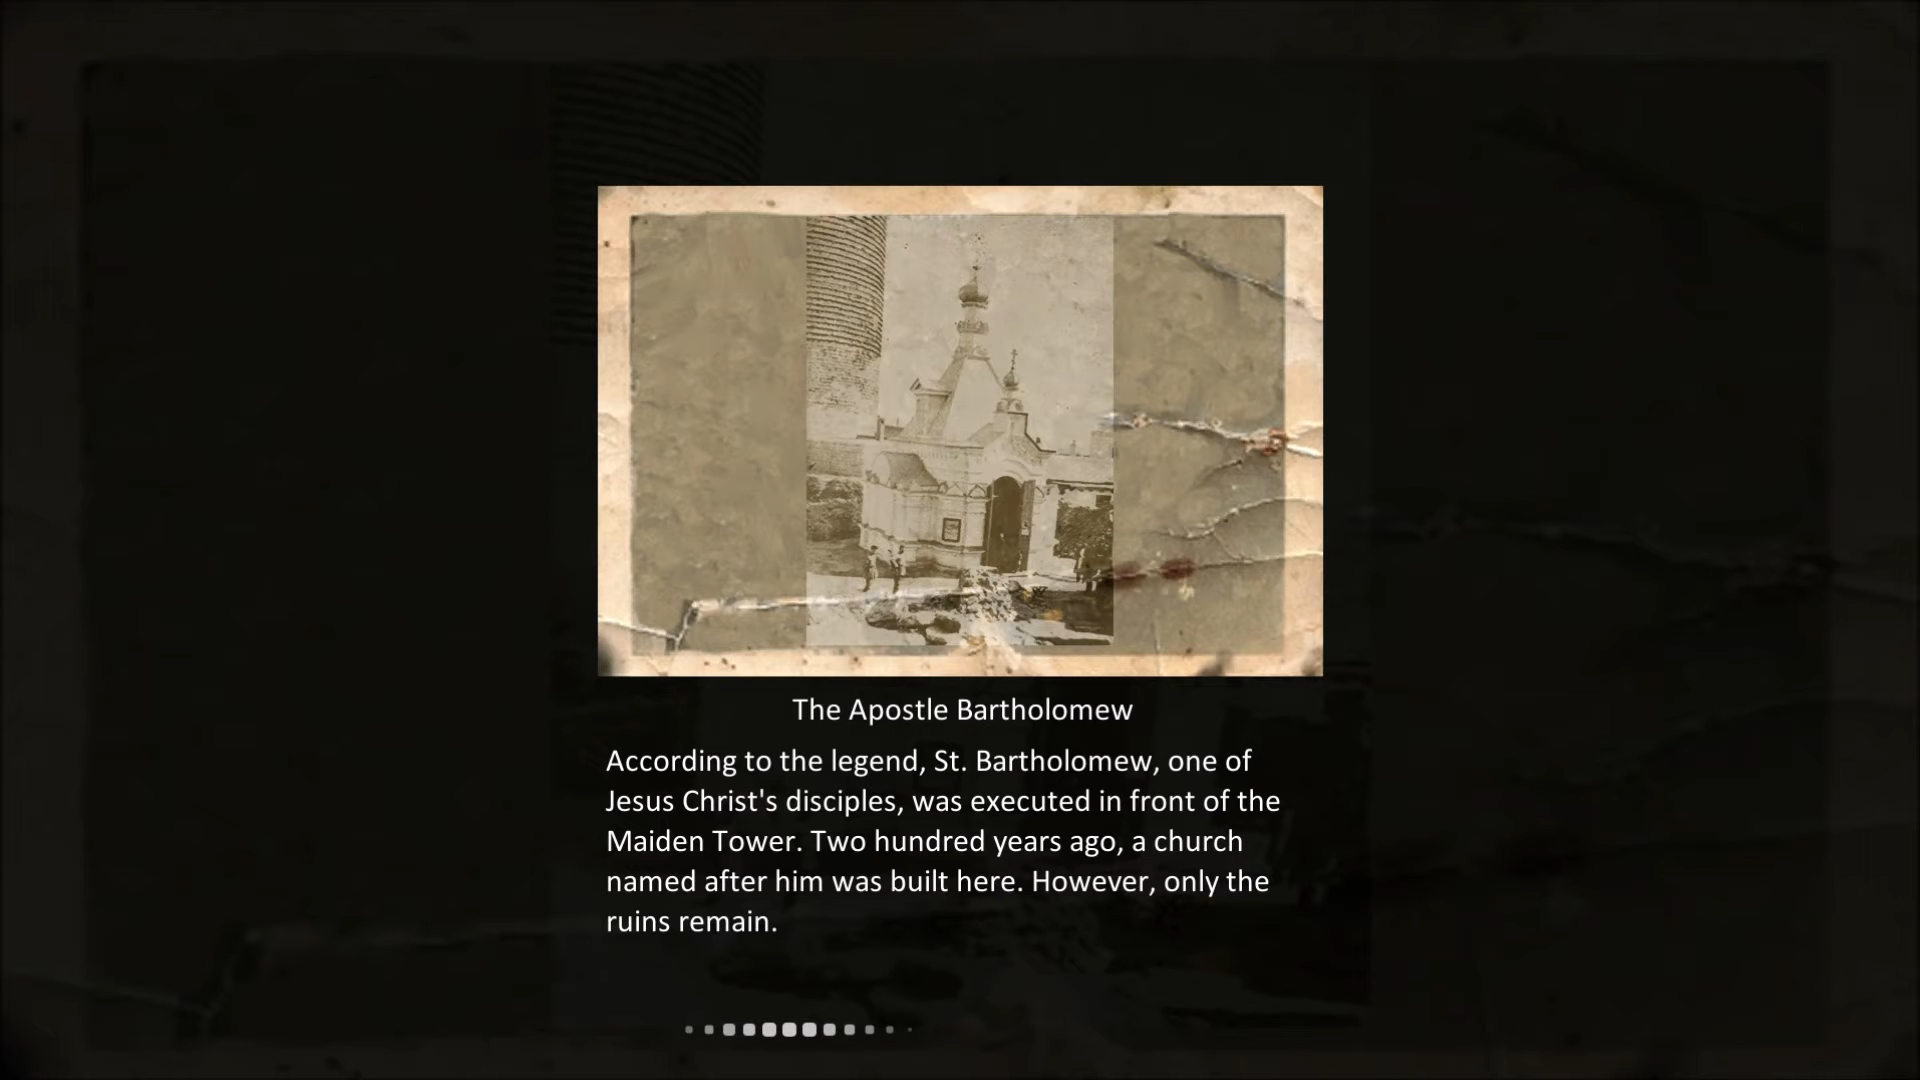 The Apostle Bartholomew
According to the legend, St. Bartholomew, one of
Jesus Christ's disciples, was executed in front of the
Maiden Tower. Two hundred years ago, a church
named after him was built here. However, only the
ruins remain.